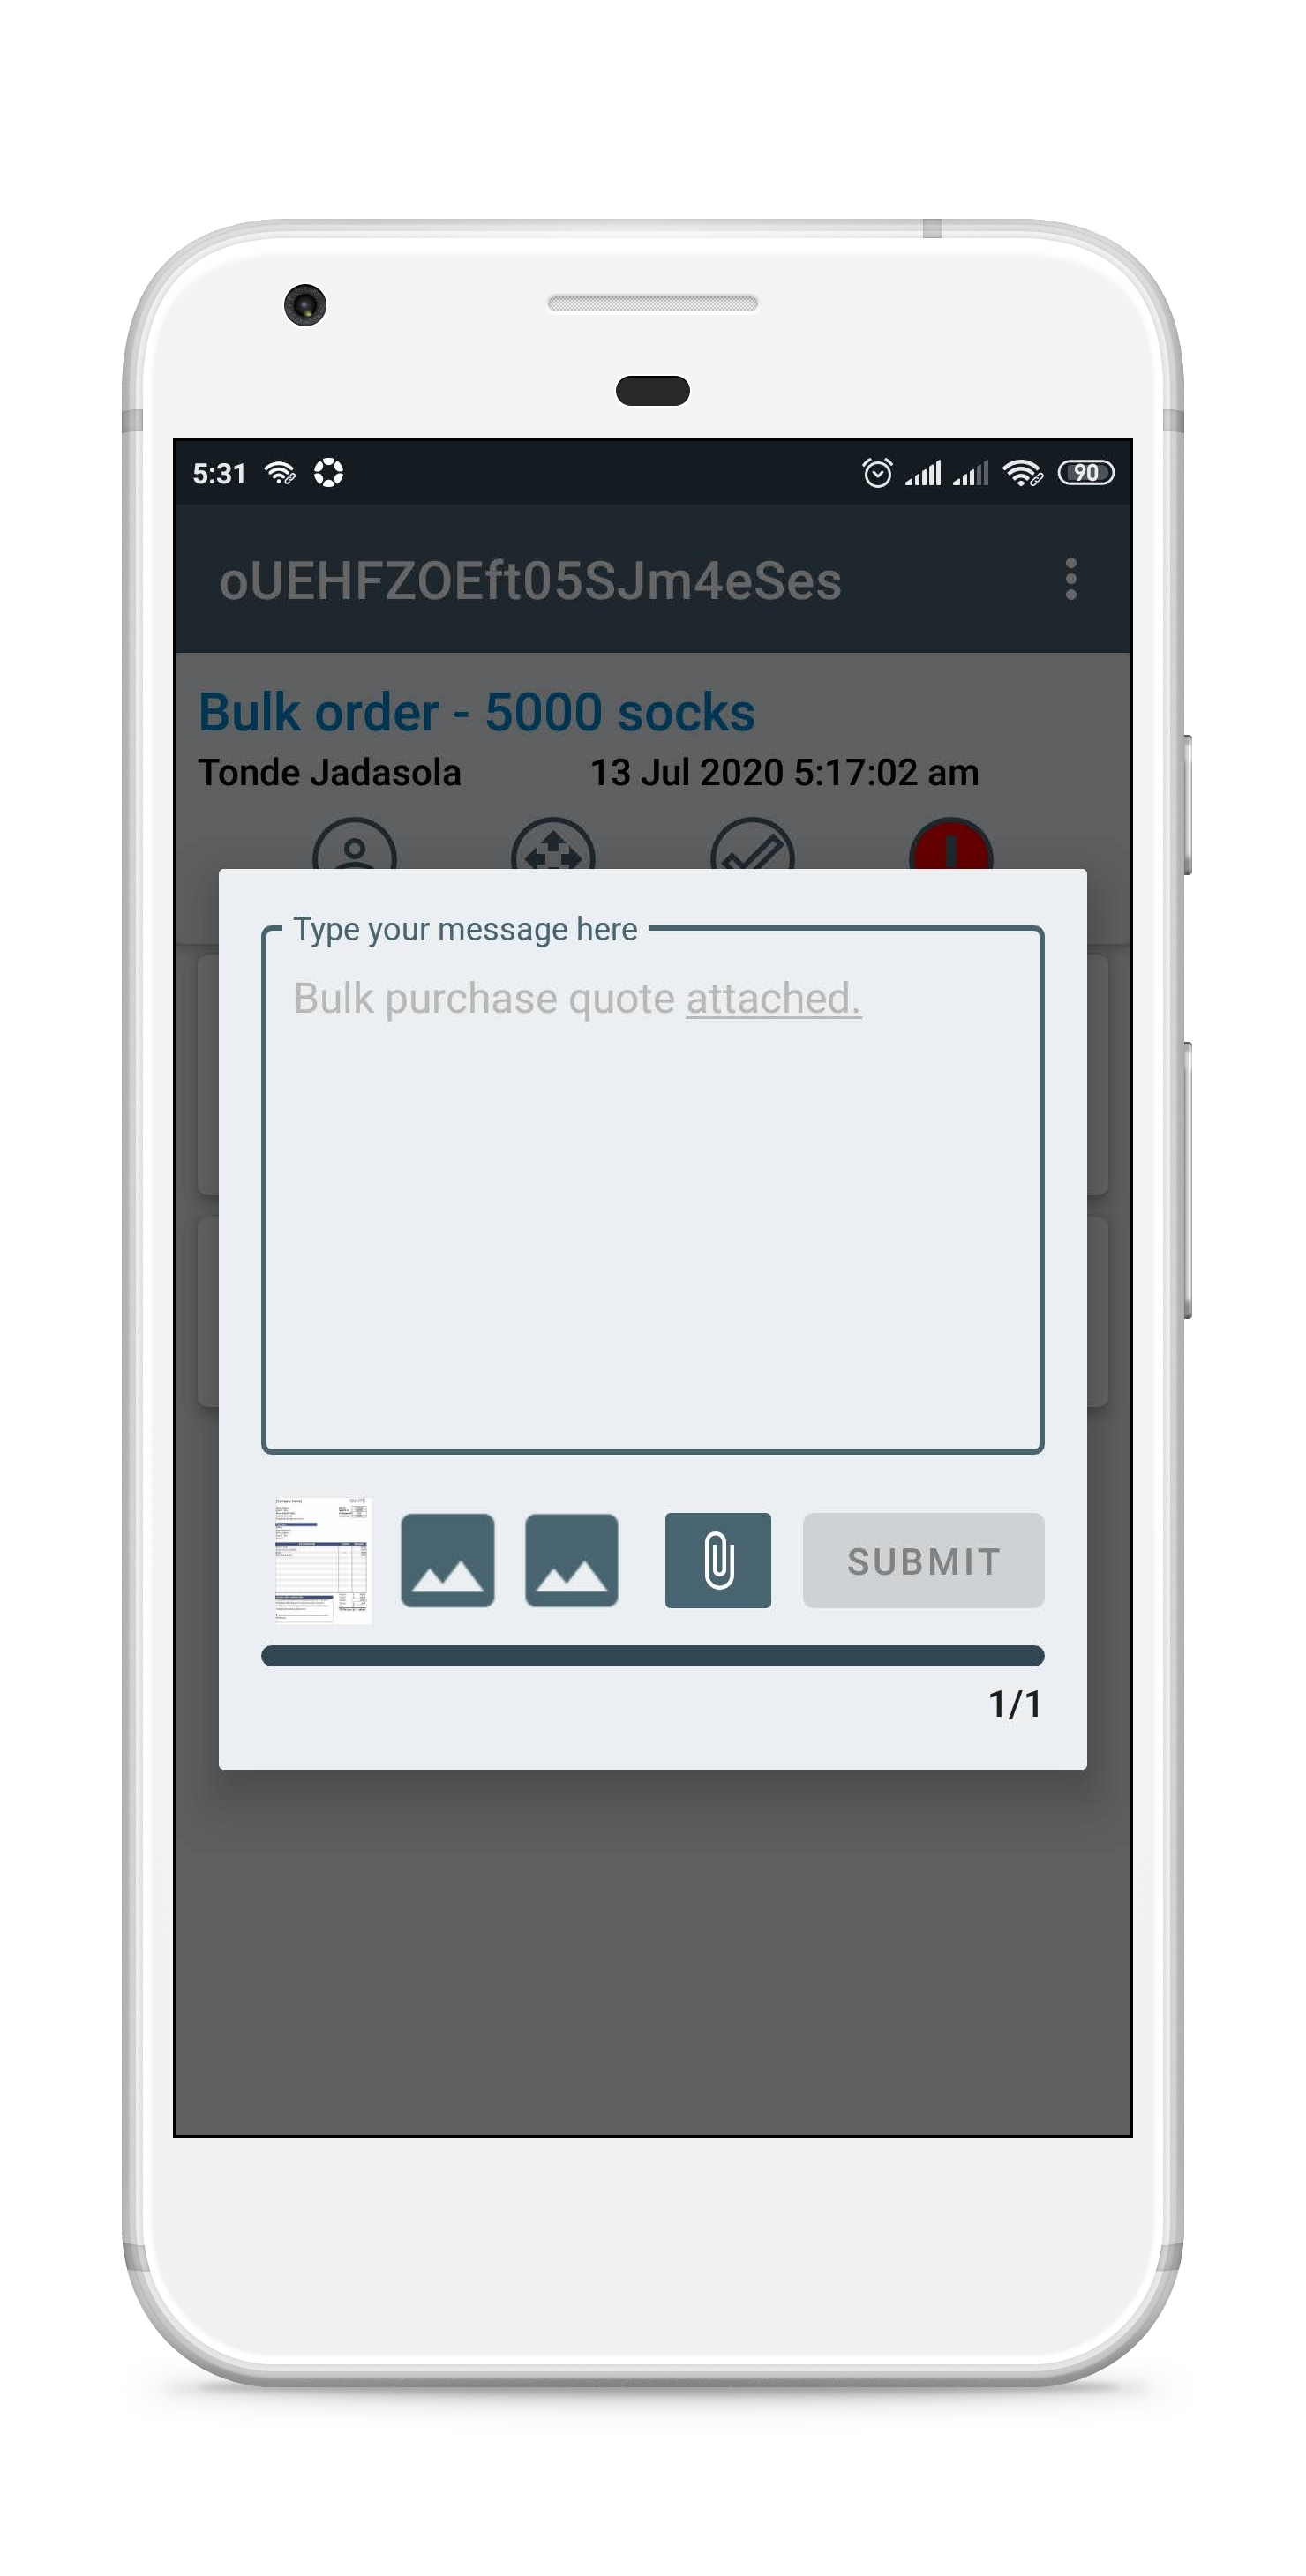 5:31
90
oUEHFZOEft05SJm4eSes
Bulk order - 5000 socks
Tonde Jadasola 13 Jul 2020 5:17:02 am
Type your message here
Bulk purchase quote attached.
SUBMIT
1/1